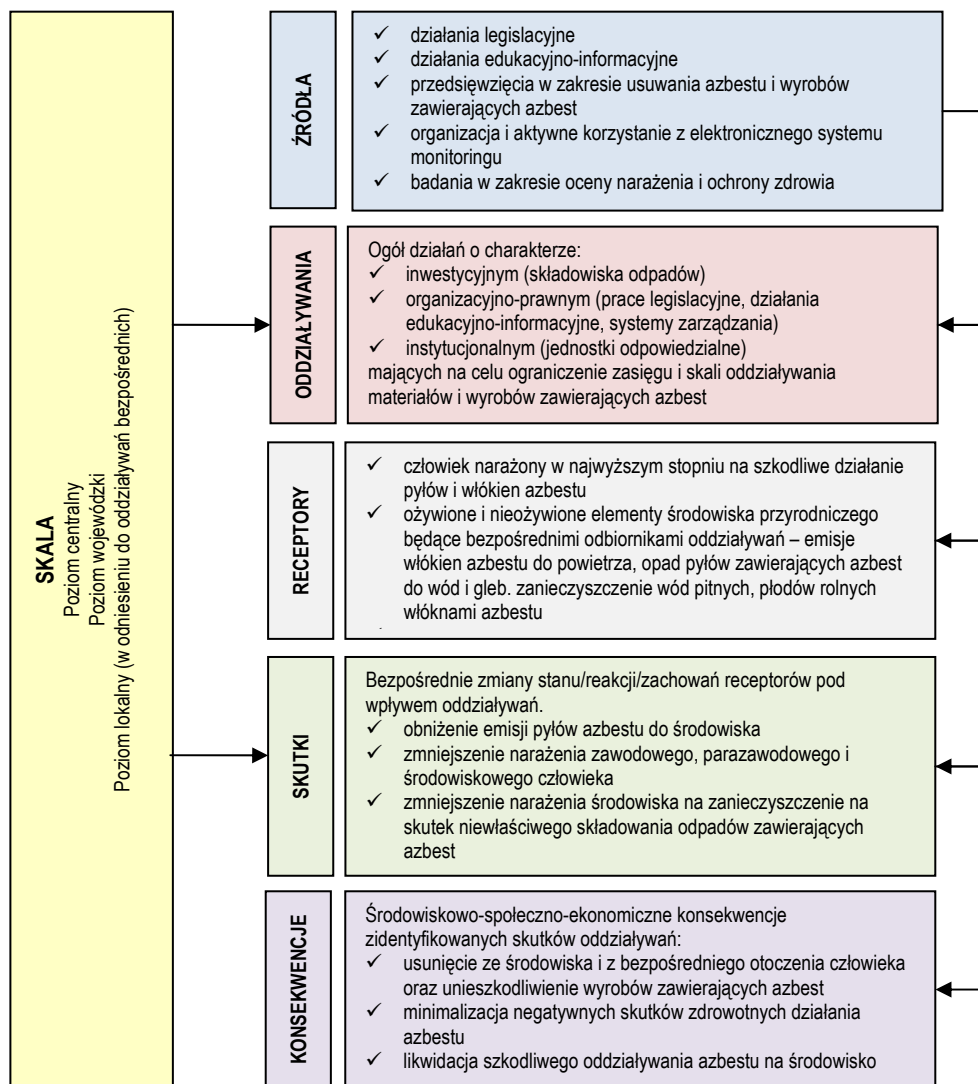 SKALA
Poziom centralny
Poziom wojewódzki
Poziom lokalny (w odniesieniu do oddziaływań bezpośrednich)
ŹRÓDŁA
✓ działania legislacyjne
✓ działania edukacyjno-informacyjne
✓ przedsięwzięcia w zakresie usuwania azbestu i wyrobów
zawierających azbest
✓ organizacja i aktywne korzystanie z elektronicznego systemu
monitoringu
✓ badania w zakresie oceny narażenia i ochrony zdrowia
ODDZIAŁYWANIA
Ogół działań o charakterze:
✓ inwestycyjnym (składowiska odpadów)
✓ organizacyjno-prawnym (prace legislacyjne, działania
edukacyjno-informacyjne, systemy zarządzania)
✓ instytucjonalnym (jednostki odpowiedzialne)
mających na celu ograniczenie zasięgu i skali oddziaływania
materiałów i wyrobów zawierających azbest
RECEPTORY
✓ człowiek narażony w najwyższym stopniu na szkodliwe działanie
pyłów i włókien azbestu
✓ ożywione i nieożywione elementy środowiska przyrodniczego
będące bezpośrednimi odbiornikami oddziaływań – emisje
włókien azbestu do powietrza, opad pyłów zawierających azbest
do wód i gleb. zanieczyszczenie wód pitnych, płodów rolnych
włóknami azbestu
SKUTKI
Bezpośrednie zmiany stanu/reakcji/zachowań receptorów pod
wpływem oddziaływań.
✓ obniżenie emisji pyłów azbestu do środowiska
✓ zmniejszenie narażenia zawodowego, parazawodowego i
środowiskowego człowieka
✓ zmniejszenie narażenia środowiska na zanieczyszczenie na
skutek niewłaściwego składowania odpadów zawierających
azbest
KONSEKWENCJE
Środowiskowo-społeczno-ekonomiczne konsekwencje
zidentyfikowanych skutków oddziaływań:
✓ usunięcie ze środowiska i z bezpośredniego otoczenia człowieka
oraz unieszkodliwienie wyrobów zawierających azbest
✓ minimalizacja negatywnych skutków zdrowotnych działania
azbestu
✓ likwidacja szkodliwego oddziaływania azbestu na środowisko